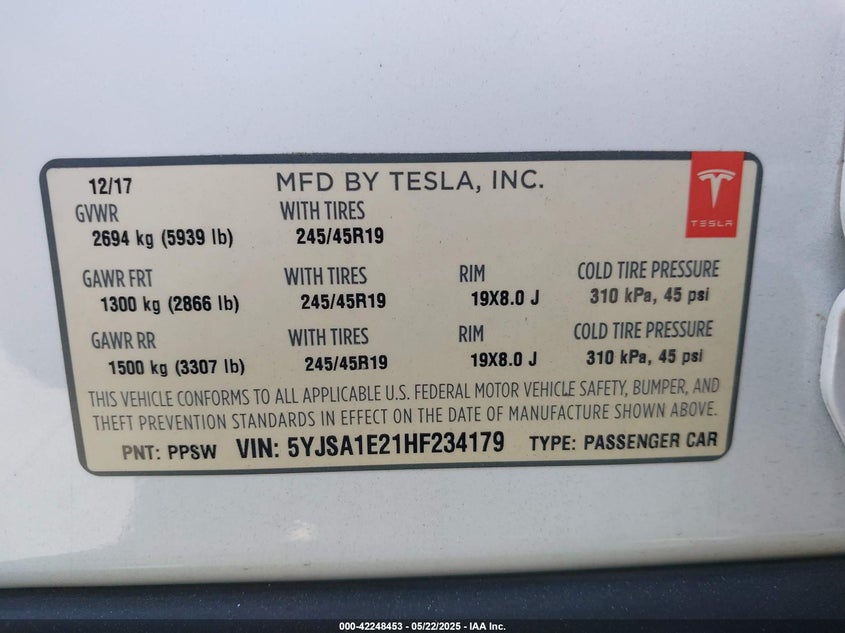 12/17 MFD BY TESLA, INC.
TESLA
GVWR WITH TIRES
2694 kg (5939 lb) 245/45R19
GAWR FRT WITH TIRES RIM COLD TIRE PRESSURE
1300 kg (2866 lb) 245/45R19 19X8.0 J 310 kPa, 45 psi
GAWR RR WITH TIRES RIM COLD TIRE PRESSURE
1500 kg (3307 lb) 245/45R19 19X8.0 J 310 kPa, 45 psi
THIS VEHICLE CONFORMS TO ALL APPLICABLE U.S. FEDERAL MOTOR VEHICLE SAFETY, BUMPER, AND
THEFT PREVENTION STANDARDS IN EFFECT ON THE DATE OF MANUFACTURE SHOWN ABOVE.
PNT: PPSW VIN: 5YJSA1E21HF234179 TYPE: PASSENGER CAR
000-42248453 - 05/22/2025 - IAA Inc.